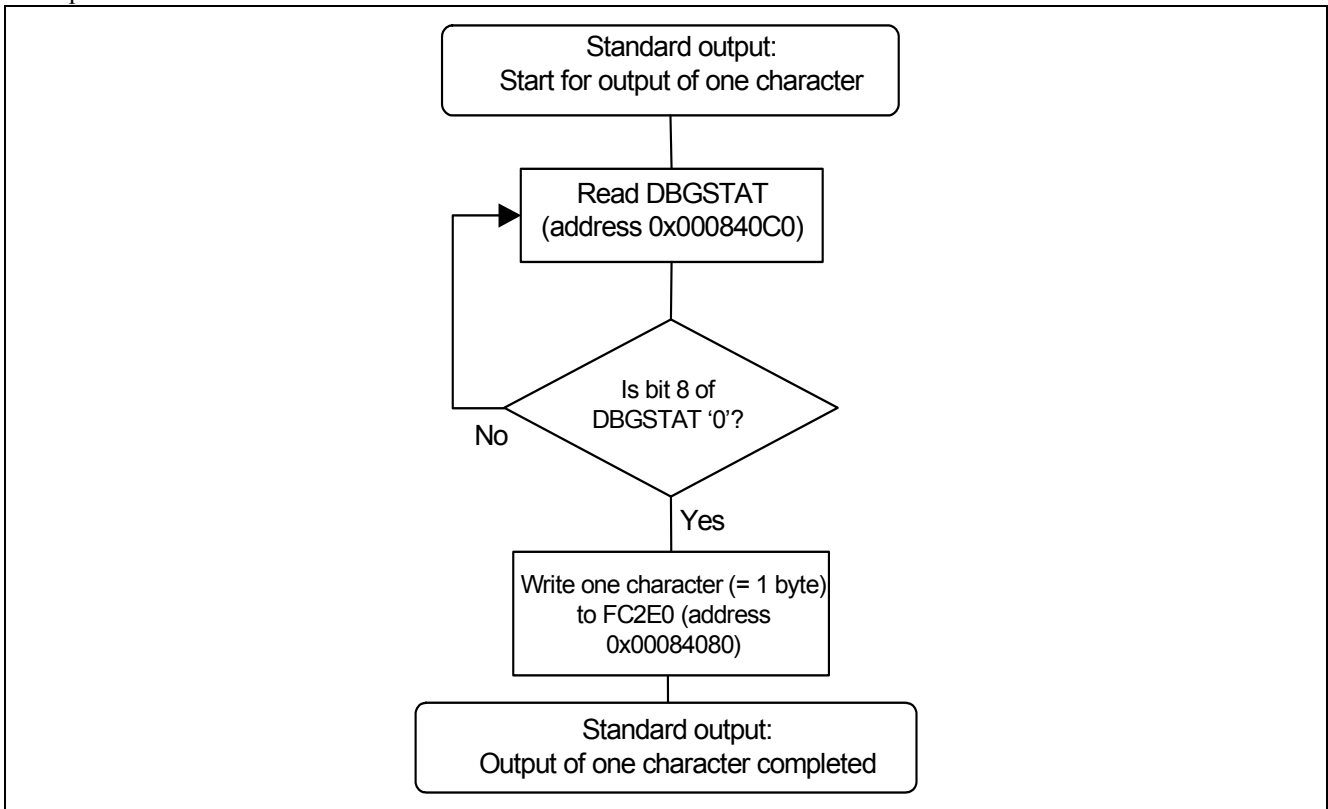 Standard output:
Start for output of one character
Read DBGSTAT
(address 0x000840C0)
Is bit 8 of
DBGSTAT ‘0’?
No
Yes
Write one character (= 1 byte)
to FC2E0 (address
0x00084080)
Standard output:
Output of one character completed